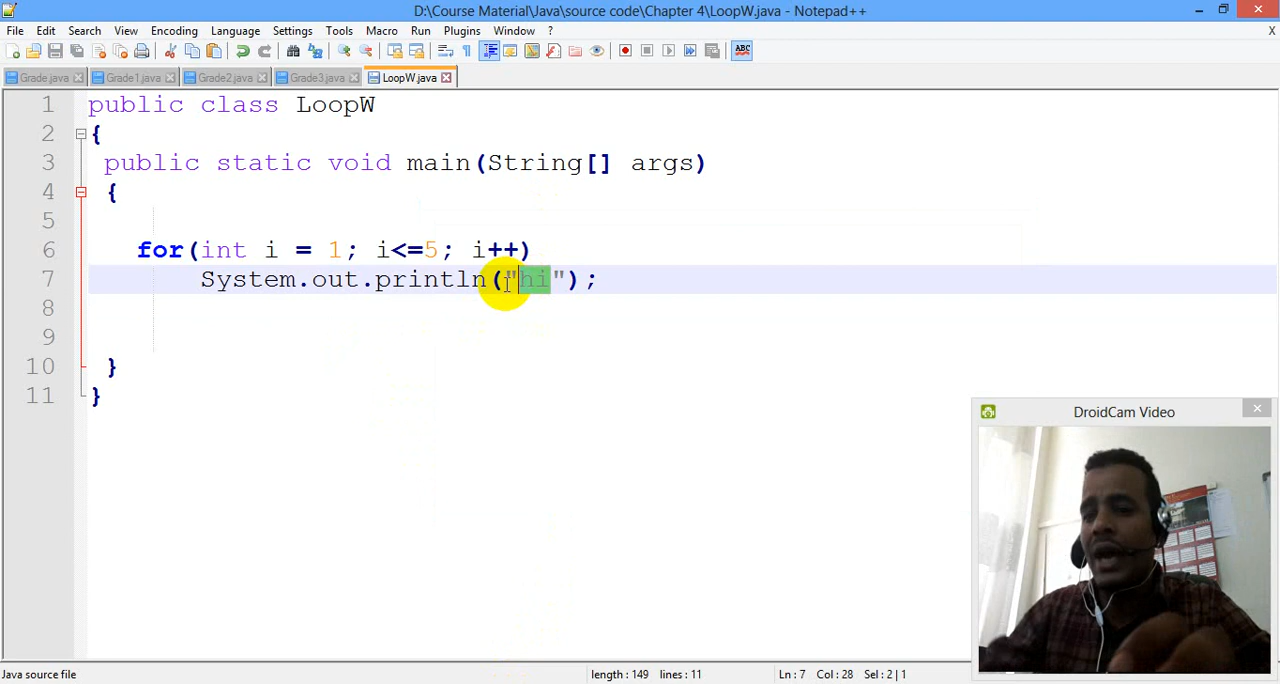 D:\Course Material\Java\source code\Chapter 4\LoopW.java - Notepad++
File Edit Search View Encoding Language Settings Tools Macro Run Plugins Window ? X
ABC
Grade.java Grade1.java Grade2.java Grade3.java LoopW.java
1 public class LoopW
2 {
3 public static void main(String[] args)
4 {
5
6 for(int i = 1; i<=5; i++)
7 System.out.println("hi");
8
9
10 }
11 }
DroidCam Video
Java source file length : 149 lines : 11 Ln : 7 Col : 28 Sel : 2 | 1